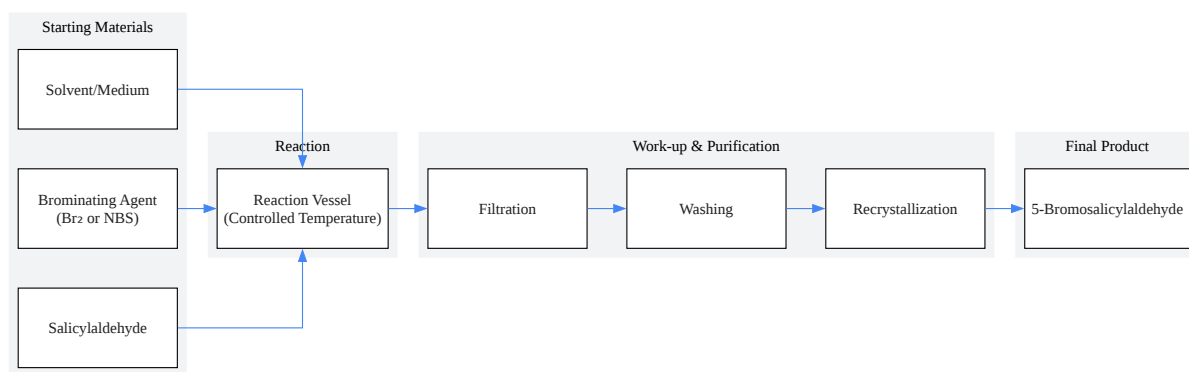 Starting Materials
Solvent/Medium
Brominating Agent
(Br₂ or NBS)
Salicylaldehyde
Reaction
Reaction Vessel
(Controlled Temperature)
Work-up & Purification
Filtration
Washing
Recrystallization
Final Product
5-Bromosalicylaldehyde